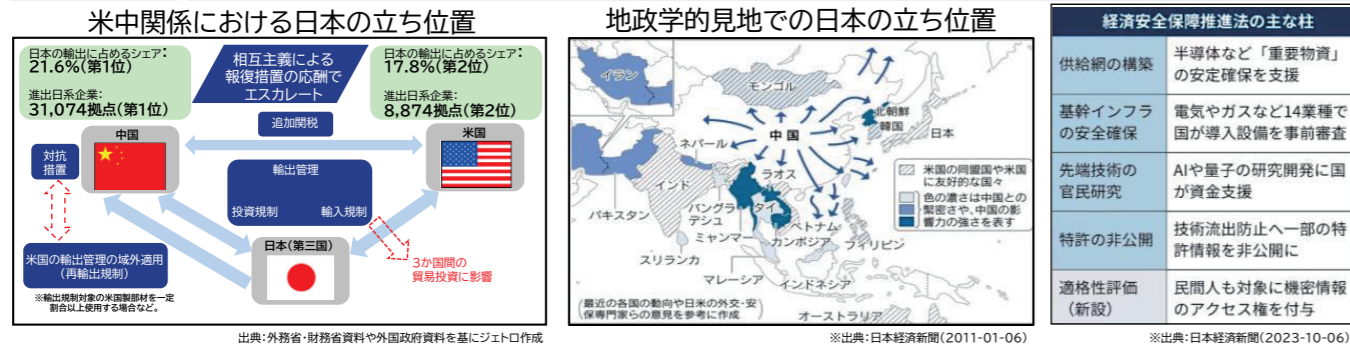 米中関係における日本の立ち位置
日本の輸出に占めるシェア:
21.6%(第1位)
進出日系企業:
31,074拠点(第1位)
相互主義による
報復措置の応酬で
エスカレート
日本の輸出に占めるシェア:
17.8%(第2位)
進出日系企業:
8,874拠点(第2位)
追加関税
中国
米国
対抗
措置
輸出管理
投資規制
輸入規制
日本(第三国)
米国の輸出管理の域外適用
(再輸出規制)
※輸出規制対象の米国製部材を一定
割合以上使用する場合など。
3か国間の
貿易投資に影響
出典:外務省・財務省資料や外国政府資料を基にジェトロ作成
地政学的見地での日本の立ち位置
イラン
モンゴル
北朝鮮
韓国
日本
中国
ネパール
インド
ラオス
パキスタン
バングラ
デシュ
タイ
ベトナム
ミャンマー
カンボジア
フィリピン
スリランカ
マレーシア
インドネシア
オーストラリア
米国の同盟国や米国
に友好的な国々
色の濃さは中国との
緊密さや、中国の影
響力の強さを表す
(最近の各国の動向や日米の外交・安
保専門家らの意見を参考に作成)
※出典:日本経済新聞(2011-01-06)
経済安全保障推進法の主な柱
供給網の構築
半導体など「重要物資」
の安定確保を支援
基幹インフラ
の安全確保
電気やガスなど14業種で
国が導入設備を事前審査
先端技術の
官民研究
AIや量子の研究開発に国
が資金支援
特許の非公開
技術流出防止へ一部の特
許情報を非公開に
適格性評価
(新設)
民間人も対象に機密情報
のアクセス権を付与
※出典:日本経済新聞(2023-10-06)